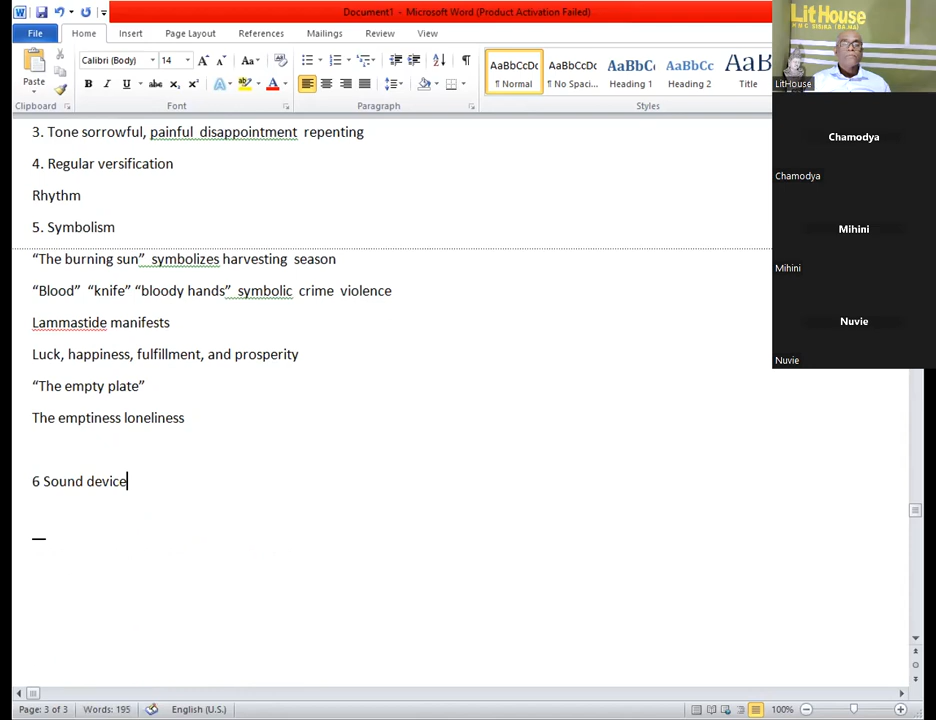 Document1 - Microsoft Word (Product Activation Failed)
File Home Insert Page Layout References Mailings Review View
Calibri (Body) 14
Paste
B I U abc x₂ x² A
AaBbCcDc AaBbCcDc AaBbC AaBbCc AaB
¶ Normal ¶ No Spaci... Heading 1 Heading 2 Title
Clipboard Font Paragraph Styles
LitHouse
LitHouse
Chamodya
Chamodya
Mihini
Mihini
Nuvie
Nuvie
3. Tone sorrowful, painful disappointment repenting
4. Regular versification
Rhythm
5. Symbolism
“The burning sun” symbolizes harvesting season
“Blood” “knife” “bloody hands” symbolic crime violence
Lammastide manifests
Luck, happiness, fulfillment, and prosperity
“The empty plate”
The emptiness loneliness
6 Sound device
Page: 3 of 3 Words: 195 English (U.S.) 100%